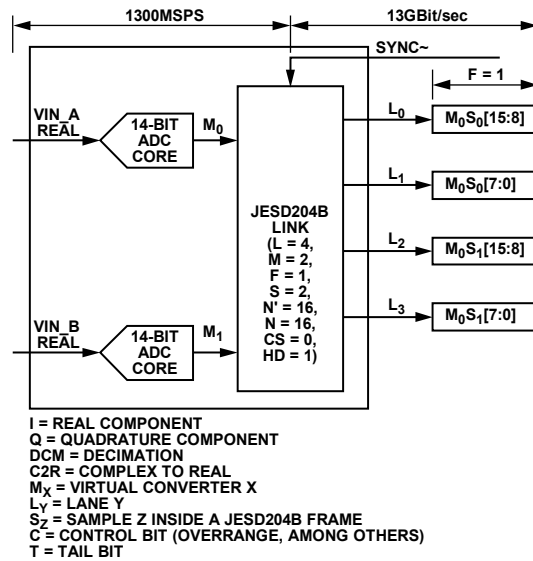 1300MSPS
13GBit/sec
SYNC~
F = 1
VIN_A
REAL
14-BIT
ADC
CORE
M0
L0
M0S0[15:8]
L1
M0S0[7:0]
JESD204B
LINK
(L = 4,
M = 2,
F = 1,
S = 2,
N' = 16,
N = 16,
CS = 0,
HD = 1)
L2
M0S1[15:8]
L3
M0S1[7:0]
VIN_B
REAL
14-BIT
ADC
CORE
M1
I = REAL COMPONENT
Q = QUADRATURE COMPONENT
DCM = DECIMATION
C2R = COMPLEX TO REAL
MX = VIRTUAL CONVERTER X
LY = LANE Y
SZ = SAMPLE Z INSIDE A JESD204B FRAME
C = CONTROL BIT (OVERRANGE, AMONG OTHERS)
T = TAIL BIT